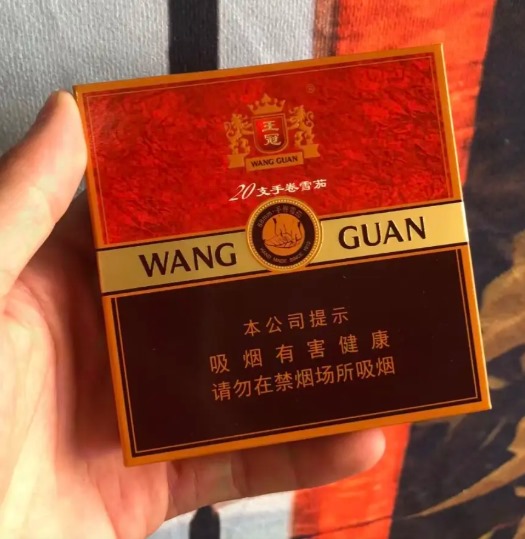 ®
王
冠
WANG GUAN
20支手卷雪茄
WANG GUAN
本公司提示
吸烟有害健康
请勿在禁烟场所吸烟